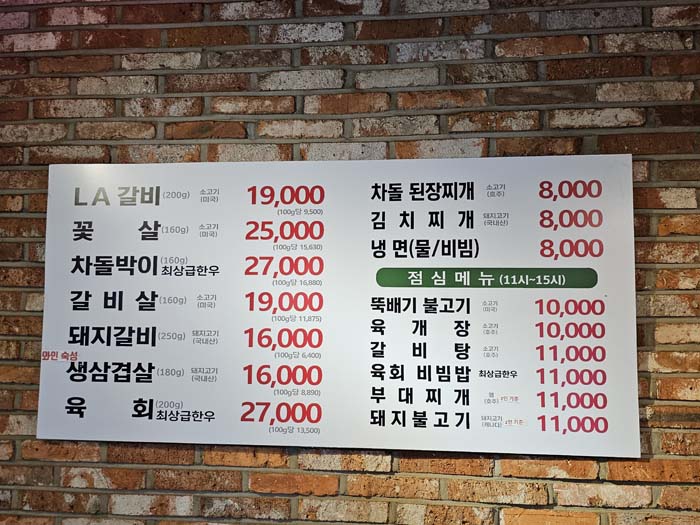 LA갈비(200g) 소고기(미국) 19,000
(100g당 9,500)
꽃 살(160g) 소고기(미국) 25,000
(100g당 15,630)
차돌박이(160g) 최상급한우 27,000
(100g당 16,880)
갈비살(160g) 소고기(미국) 19,000
(100g당 11,875)
돼지갈비(250g) 돼지고기(국내산) 16,000
(100g당 6,400)
와인 숙성
생삼겹살(180g) 돼지고기(국내산) 16,000
(100g당 8,890)
육 회(200g) 최상급한우 27,000
(100g당 13,500)
차돌 된장찌개 소고기(호주) 8,000
김치찌개 돼지고기(국내산) 8,000
냉면(물/비빔) 8,000
점심메뉴 (11시~15시)
뚝배기 불고기 소고기(미국) 10,000
육개장 소고기(호주) 10,000
갈비탕 소고기(호주) 11,000
육회 비빔밥 최상급한우 11,000
부대찌개 햄(호주) 11,000
돼지불고기 돼지고기(캐나다) 11,000